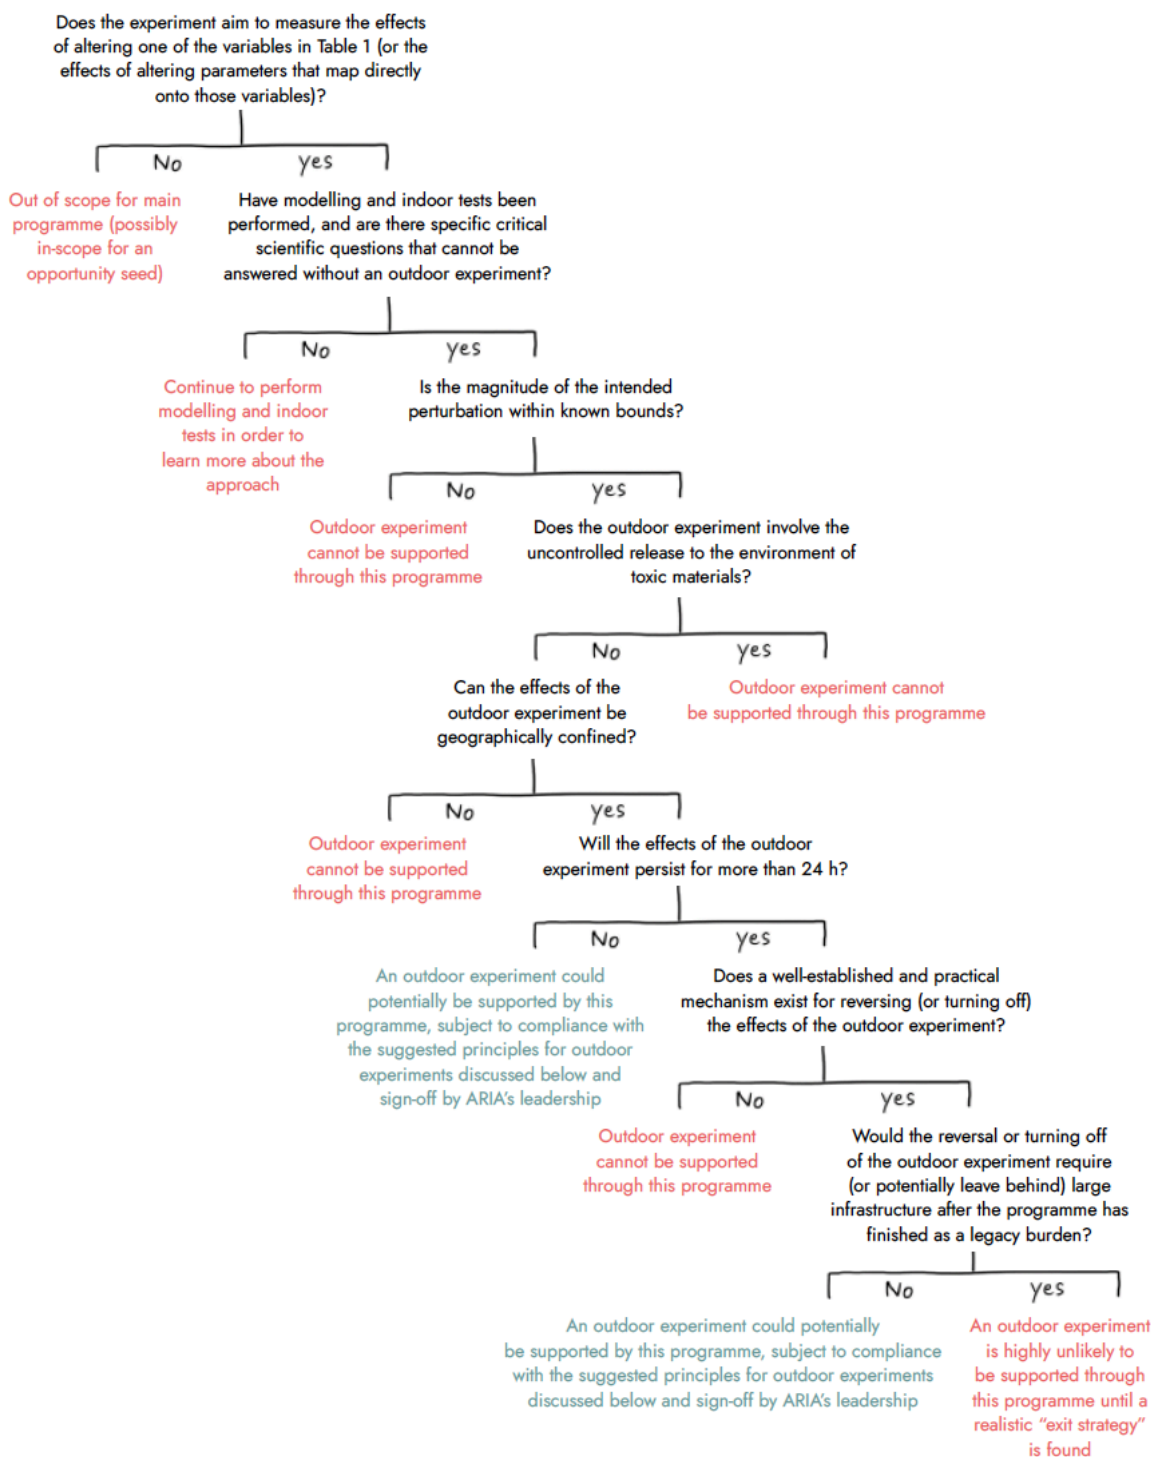 Does the experiment aim to measure the effects
of altering one of the variables in Table 1 (or the
effects of altering parameters that map directly
onto those variables)?
No
yes
Out of scope for main
programme (possibly
in-scope for an
opportunity seed)
Have modelling and indoor tests been
performed, and are there specific critical
scientific questions that cannot be
answered without an outdoor experiment?
No
yes
Continue to perform
modelling and indoor
tests in order to
learn more about the
approach
Is the magnitude of the intended
perturbation within known bounds?
No
yes
Outdoor experiment
cannot be supported
through this programme
Does the outdoor experiment involve the
uncontrolled release to the environment of
toxic materials?
No
yes
Can the effects of the
outdoor experiment be
geographically confined?
Outdoor experiment cannot
be supported through this programme
No
yes
Outdoor experiment
cannot be supported
through this programme
Will the effects of the outdoor
experiment persist for more than 24 h?
No
yes
An outdoor experiment could
potentially be supported by this
programme, subject to compliance with
the suggested principles for outdoor
experiments discussed below and
sign-off by ARIA's leadership
Does a well-established and practical
mechanism exist for reversing (or turning off)
the effects of the outdoor experiment?
No
yes
Outdoor experiment
cannot be supported
through this programme
Would the reversal or turning off
of the outdoor experiment require
(or potentially leave behind) large
infrastructure after the programme has
finished as a legacy burden?
No
yes
An outdoor experiment could potentially
be supported by this programme, subject to compliance
with the suggested principles for outdoor experiments
discussed below and sign-off by ARIA's leadership
An outdoor experiment
is highly unlikely to
be supported through
this programme until a
realistic “exit strategy”
is found